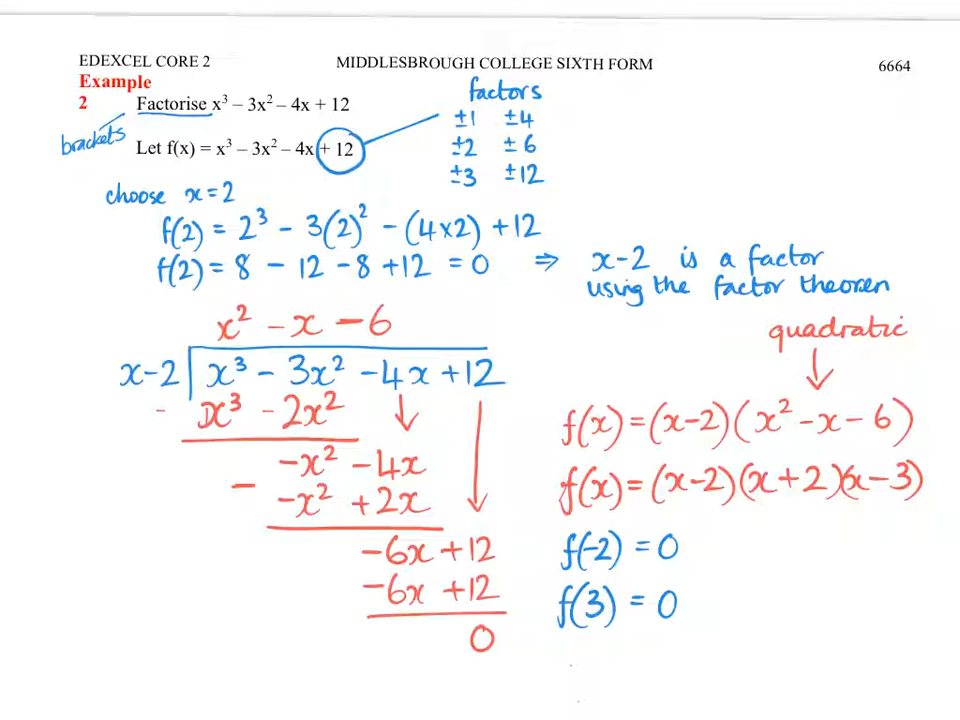 EDEXCEL CORE 2 MIDDLESBROUGH COLLEGE SIXTH FORM 6664
Example
2 Factorise x³ – 3x² – 4x + 12
brackets
Let f(x) = x³ – 3x² – 4x + 12
factors
±1 ±4
±2 ±6
±3 ±12
choose x=2
f(2) = 2³ - 3(2)² - (4x2) +12
f(2) = 8 - 12 - 8 +12 = 0 ⇒ x-2 is a factor
using the factor theorem
x² - x - 6
x-2 x³ - 3x² - 4x +12
- x³ - 2x²
-x² - 4x
- -x² + 2x
-6x +12
-6x +12
0
quadratic
f(x) = (x-2)(x² - x - 6)
f(x) = (x-2)(x+2)(x-3)
f(-2) = 0
f(3) = 0